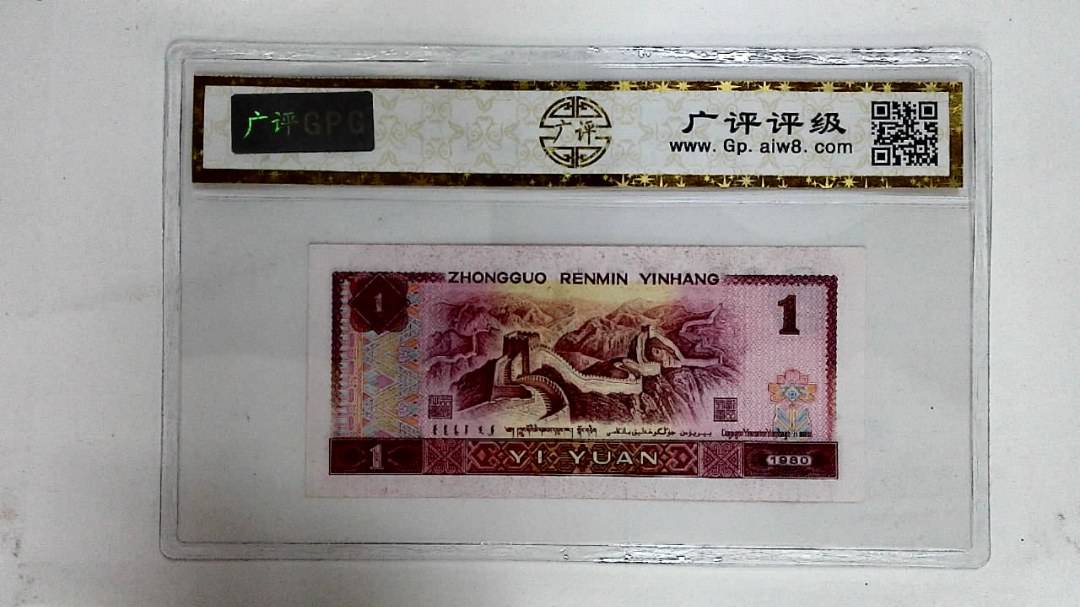 广评GPG
广评
广评评级
www.Gp.aiw8.com
ZHONGGUO RENMIN YINHANG
1
1
1
YI YUAN
1980